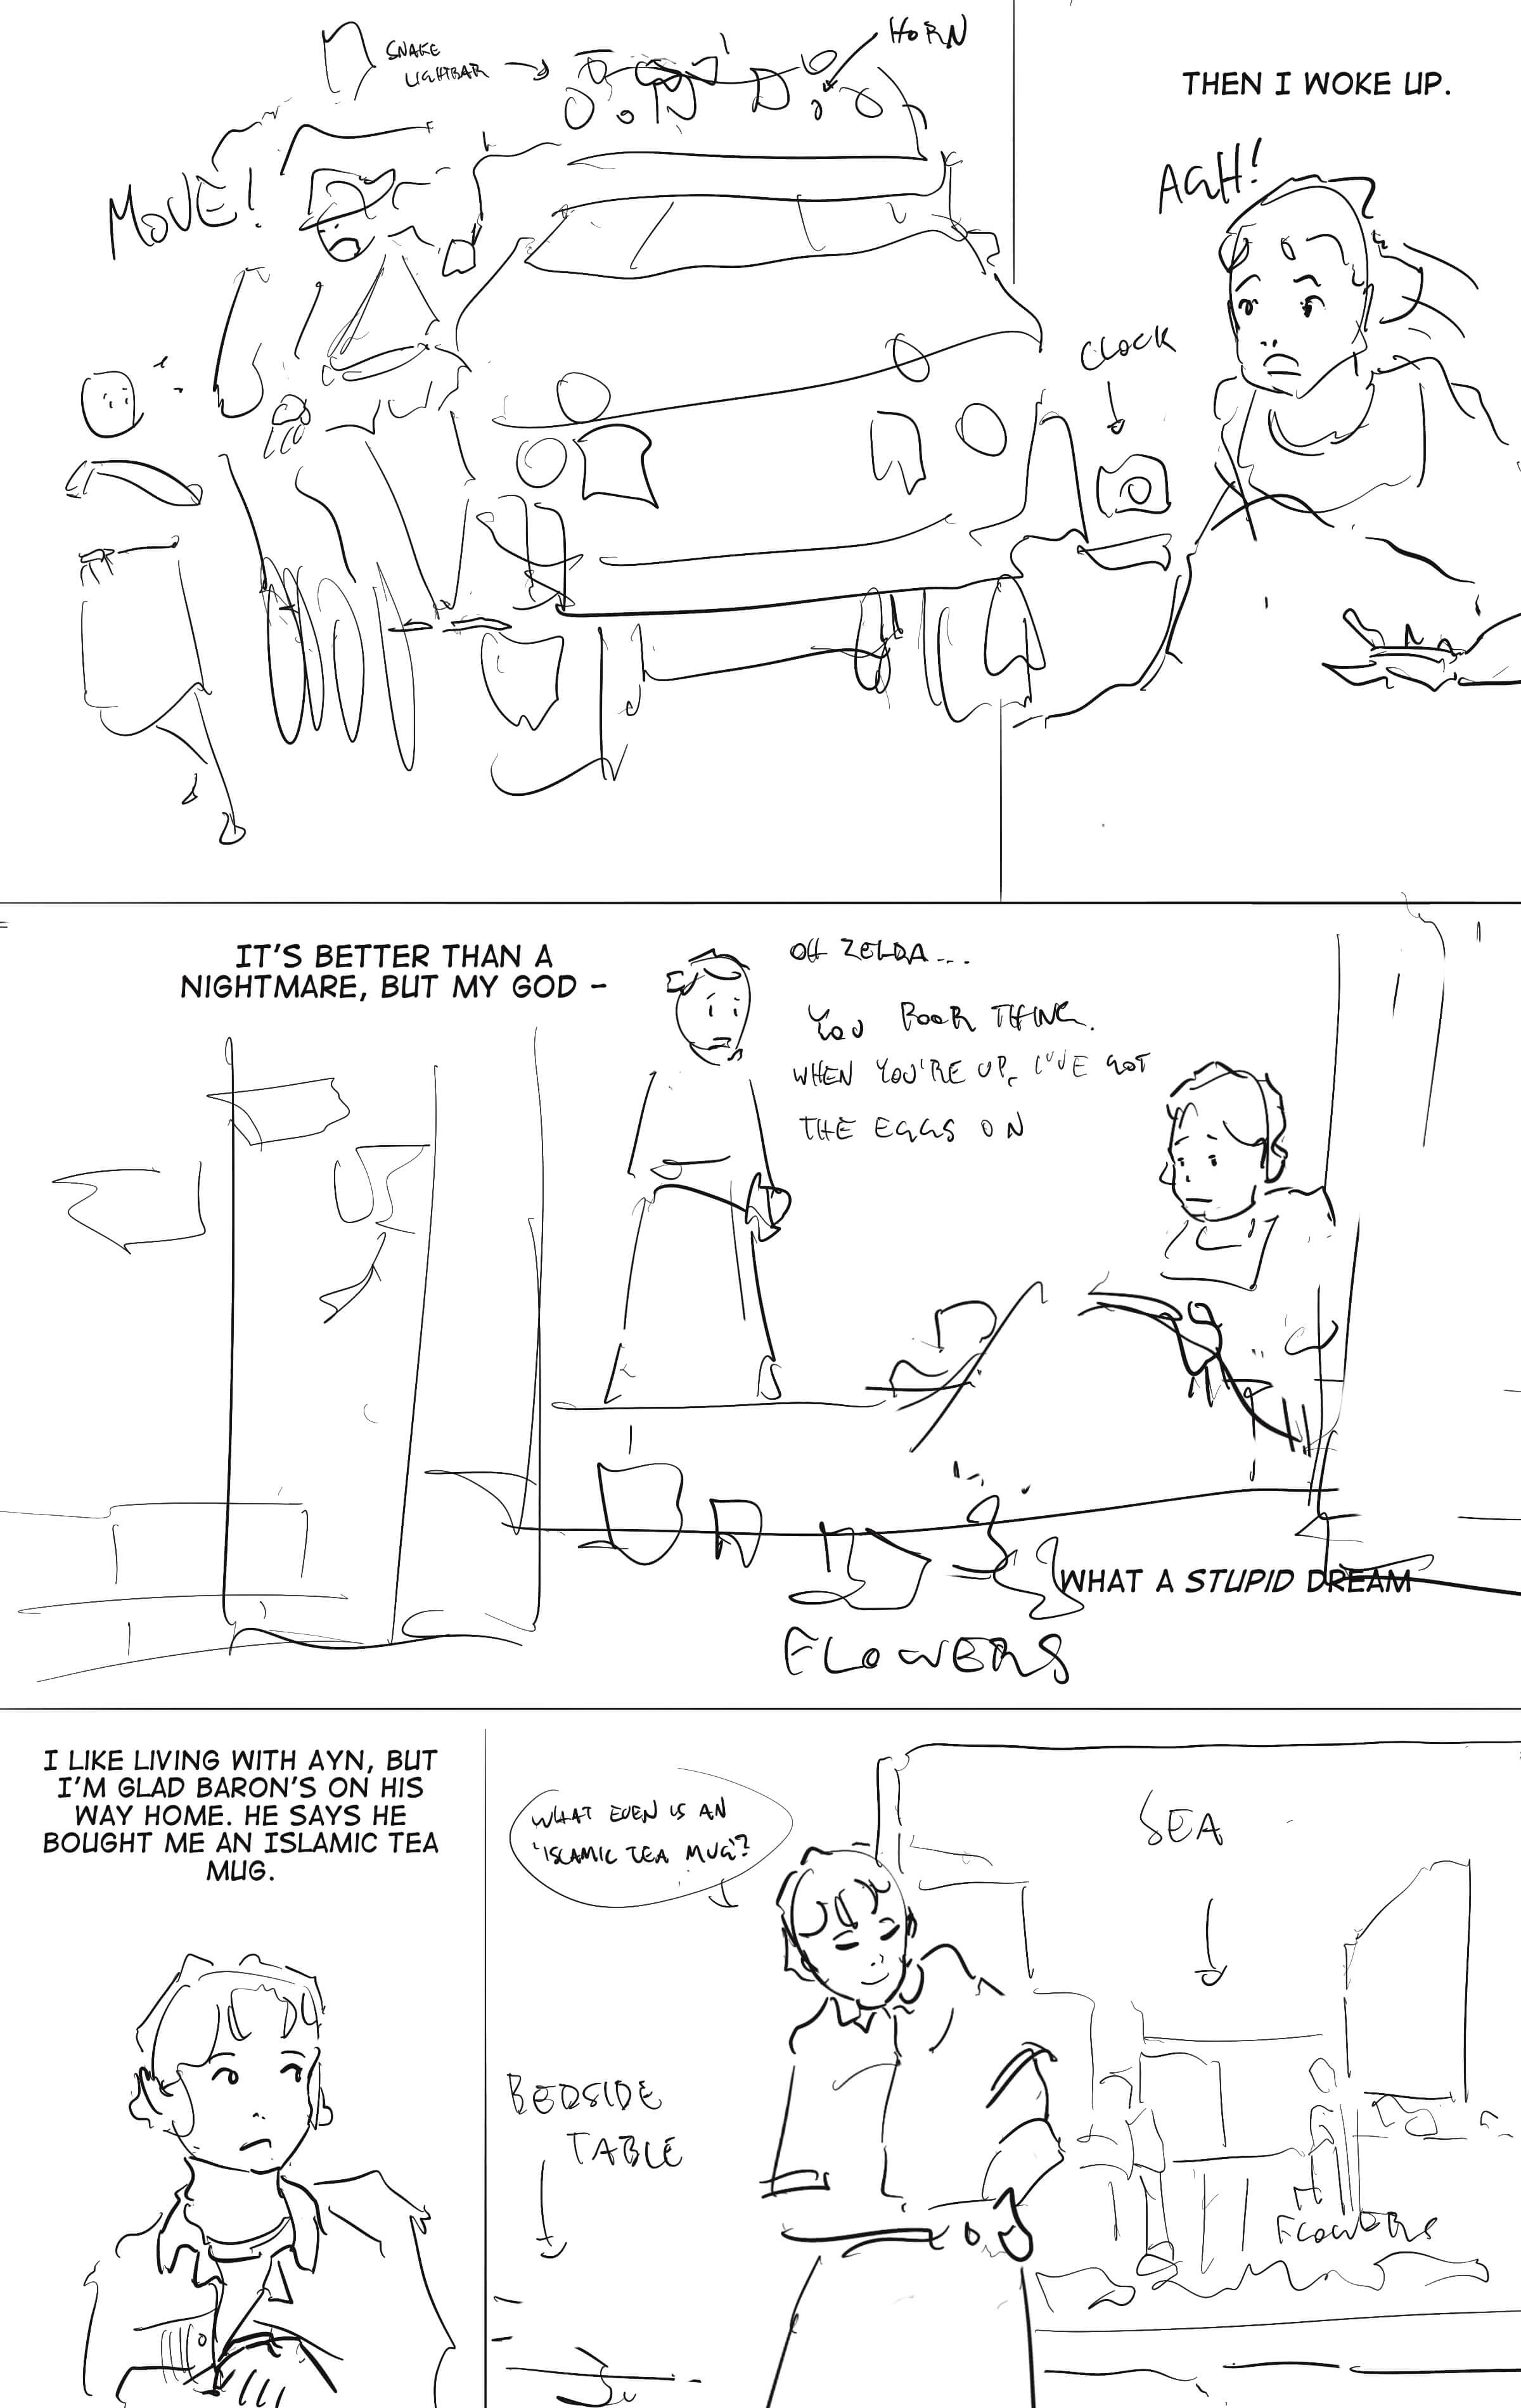 SNAKE
LIGHTBAR
HORN
MOVE!
THEN I WOKE UP.
AGH!
CLOCK
IT'S BETTER THAN A
NIGHTMARE, BUT MY GOD –
OH ZELDA...
YOU POOR THING.
WHEN YOU'RE UP, I'VE GOT
THE EGGS ON
WHAT A STUPID DREAM
FLOWERS
I LIKE LIVING WITH AYN, BUT
I'M GLAD BARON'S ON HIS
WAY HOME. HE SAYS HE
BOUGHT ME AN ISLAMIC TEA
MUG.
WHAT EVEN IS AN
'ISLAMIC TEA MUG'?
SEA
BEDSIDE
TABLE
FLOWERS